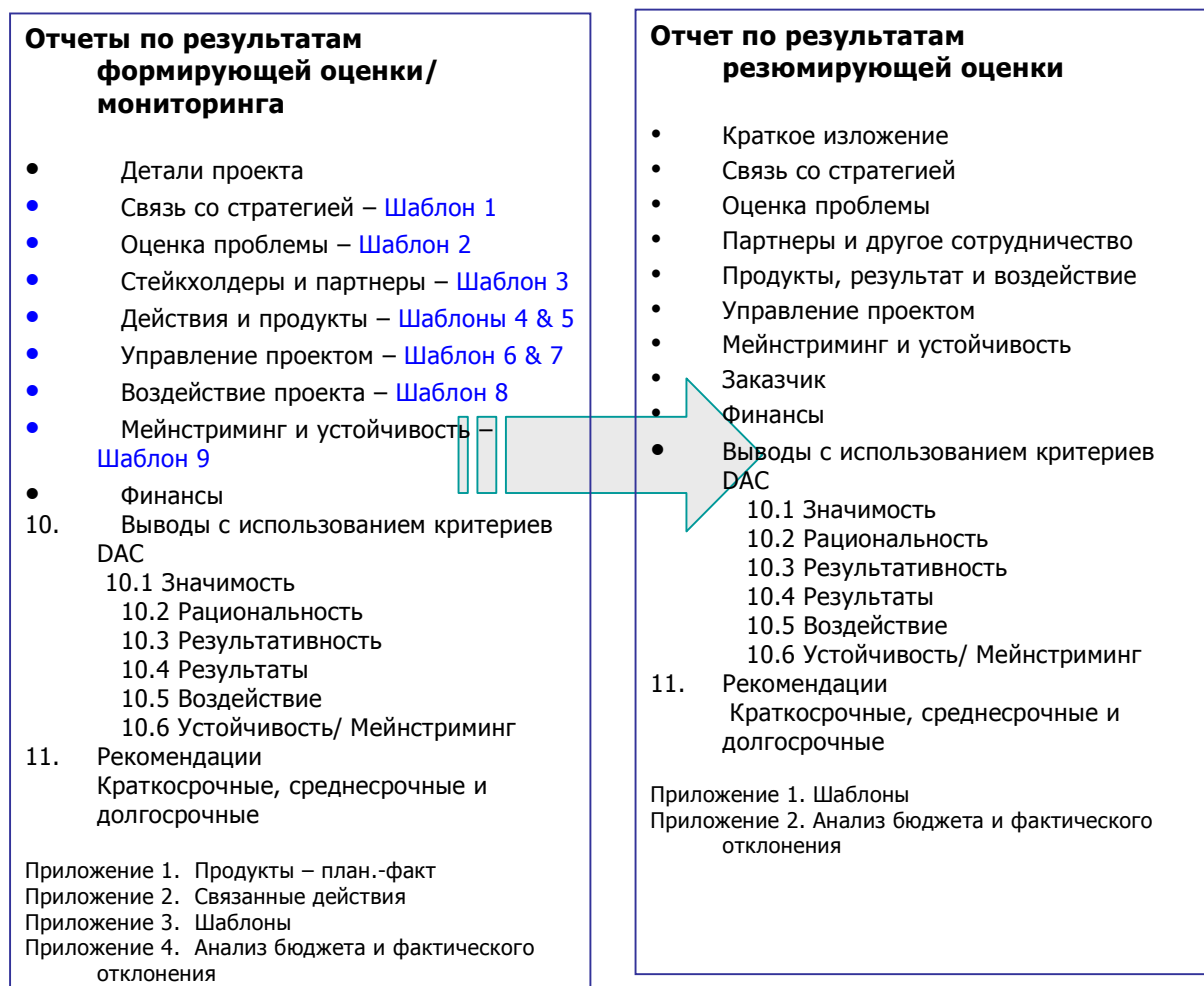 Отчеты по результатам
формирующей оценки/
мониторинга
• Детали проекта
• Связь со стратегией – Шаблон 1
• Оценка проблемы – Шаблон 2
• Стейкхолдеры и партнеры – Шаблон 3
• Действия и продукты – Шаблоны 4 & 5
• Управление проектом – Шаблон 6 & 7
• Воздействие проекта – Шаблон 8
• Мейнстриминг и устойчивость –
Шаблон 9
• Финансы
10. Выводы с использованием критериев
DAC
10.1 Значимость
10.2 Рациональность
10.3 Результативность
10.4 Результаты
10.5 Воздействие
10.6 Устойчивость/ Мейнстриминг
11. Рекомендации
Краткосрочные, среднесрочные и
долгосрочные
Приложение 1. Продукты – план.-факт
Приложение 2. Связанные действия
Приложение 3. Шаблоны
Приложение 4. Анализ бюджета и фактического
отклонения
Отчет по результатам
резюмирующей оценки
• Краткое изложение
• Связь со стратегией
• Оценка проблемы
• Партнеры и другое сотрудничество
• Продукты, результат и воздействие
• Управление проектом
• Мейнстриминг и устойчивость
• Заказчик
• Финансы
• Выводы с использованием критериев
DAC
10.1 Значимость
10.2 Рациональность
10.3 Результативность
10.4 Результаты
10.5 Воздействие
10.6 Устойчивость/ Мейнстриминг
11. Рекомендации
Краткосрочные, среднесрочные и
долгосрочные
Приложение 1. Шаблоны
Приложение 2. Анализ бюджета и фактического
отклонения